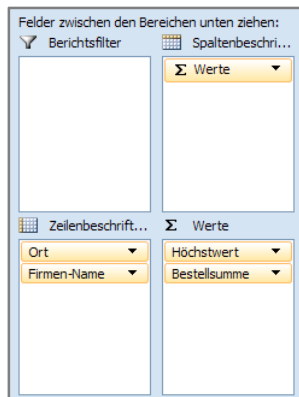 Felder zwischen den Bereichen unten ziehen:
Berichtsfilter
Spaltenbeschri...
Σ Werte
Zeilenbeschrift...
Σ Werte
Ort
Firmen-Name
Höchstwert
Bestellsumme